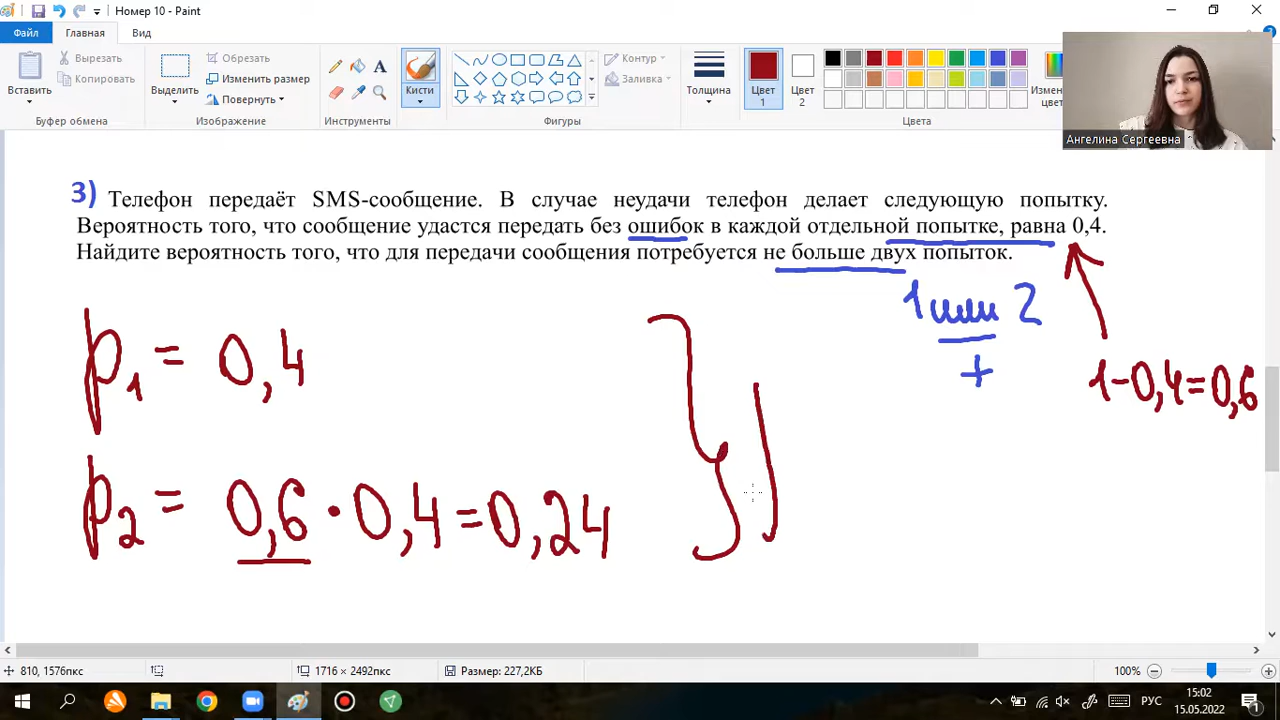 Номер 10 - Paint
Файл Главная Вид
Вырезать
Копировать
Вставить
Буфер обмена
Выделить
Изменить размер
Повернуть
Изображение
Инструменты
Кисти
Контур
Заливка
Фигуры
Толщина
Цвет 1
Цвет 2
Цвета
Ангелина Сергеевна
3) Телефон передаёт SMS-сообщение. В случае неудачи телефон делает следующую попытку.
Вероятность того, что сообщение удастся передать без ошибок в каждой отдельной попытке, равна 0,4.
Найдите вероятность того, что для передачи сообщения потребуется не больше двух попыток.
1 или 2
+
p1 = 0,4
1-0,4=0,6
p2 = 0,6 · 0,4 = 0,24
810, 1576пкс 1716 × 2492пкс Размер: 227,2КБ 100%
РУС 15:02
15.05.2022